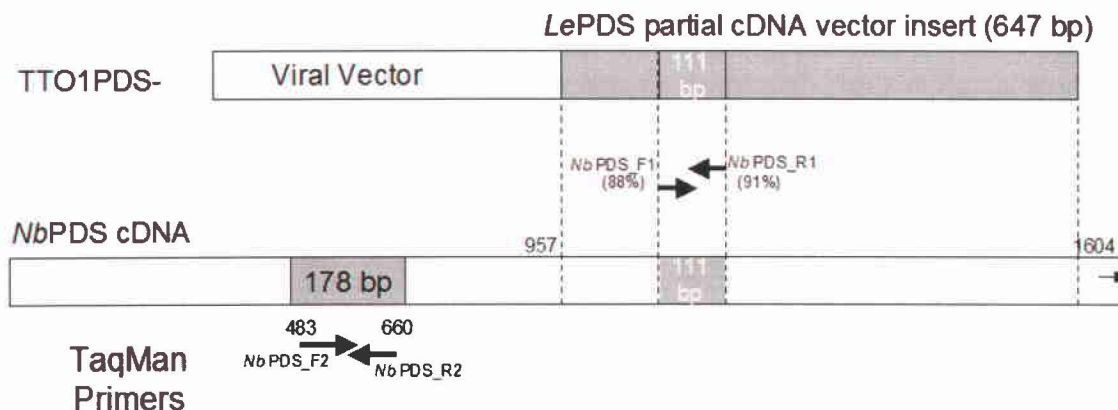 LePDS partial cDNA vector insert (647 bp)
TTO1PDS-
Viral Vector
111
bp
NbPDS_F1
(88%)
NbPDS_R1
(91%)
NbPDS cDNA
957
1604
178 bp
111
bp
483
660
NbPDS_F2
NbPDS_R2
TaqMan
Primers